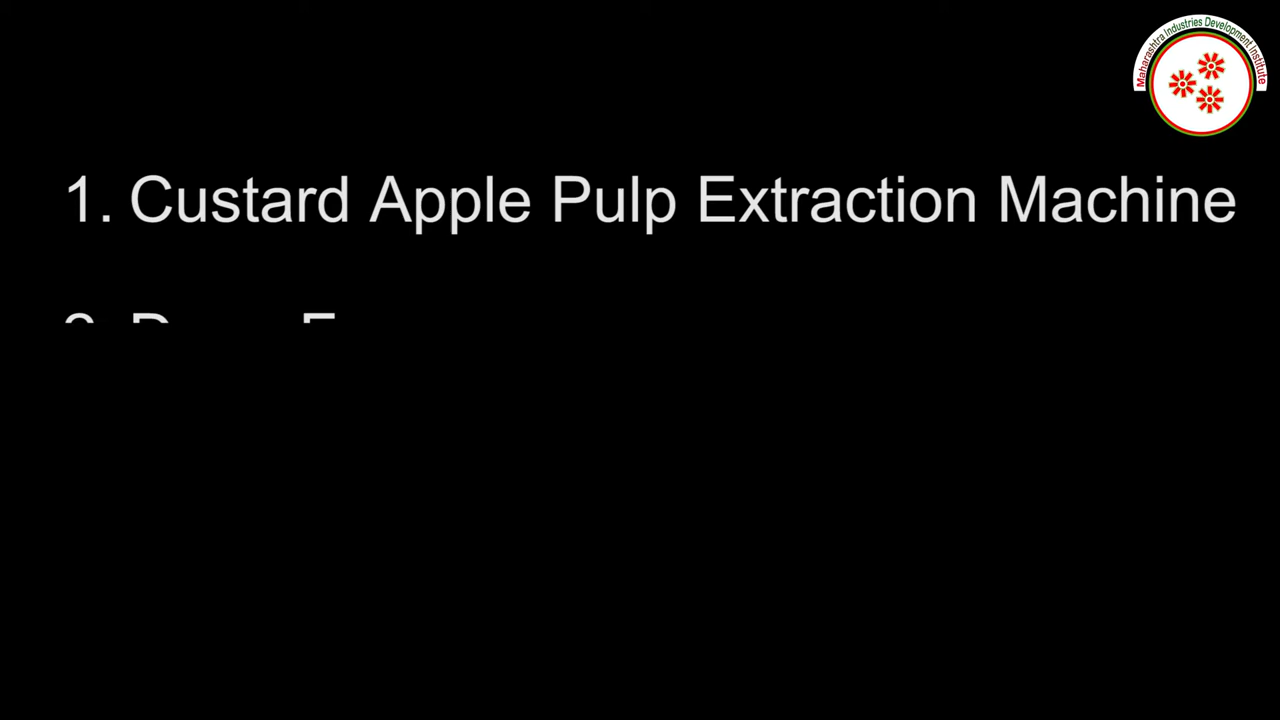 Maharashtra Industries Development Institute
1. Custard Apple Pulp Extraction Machine